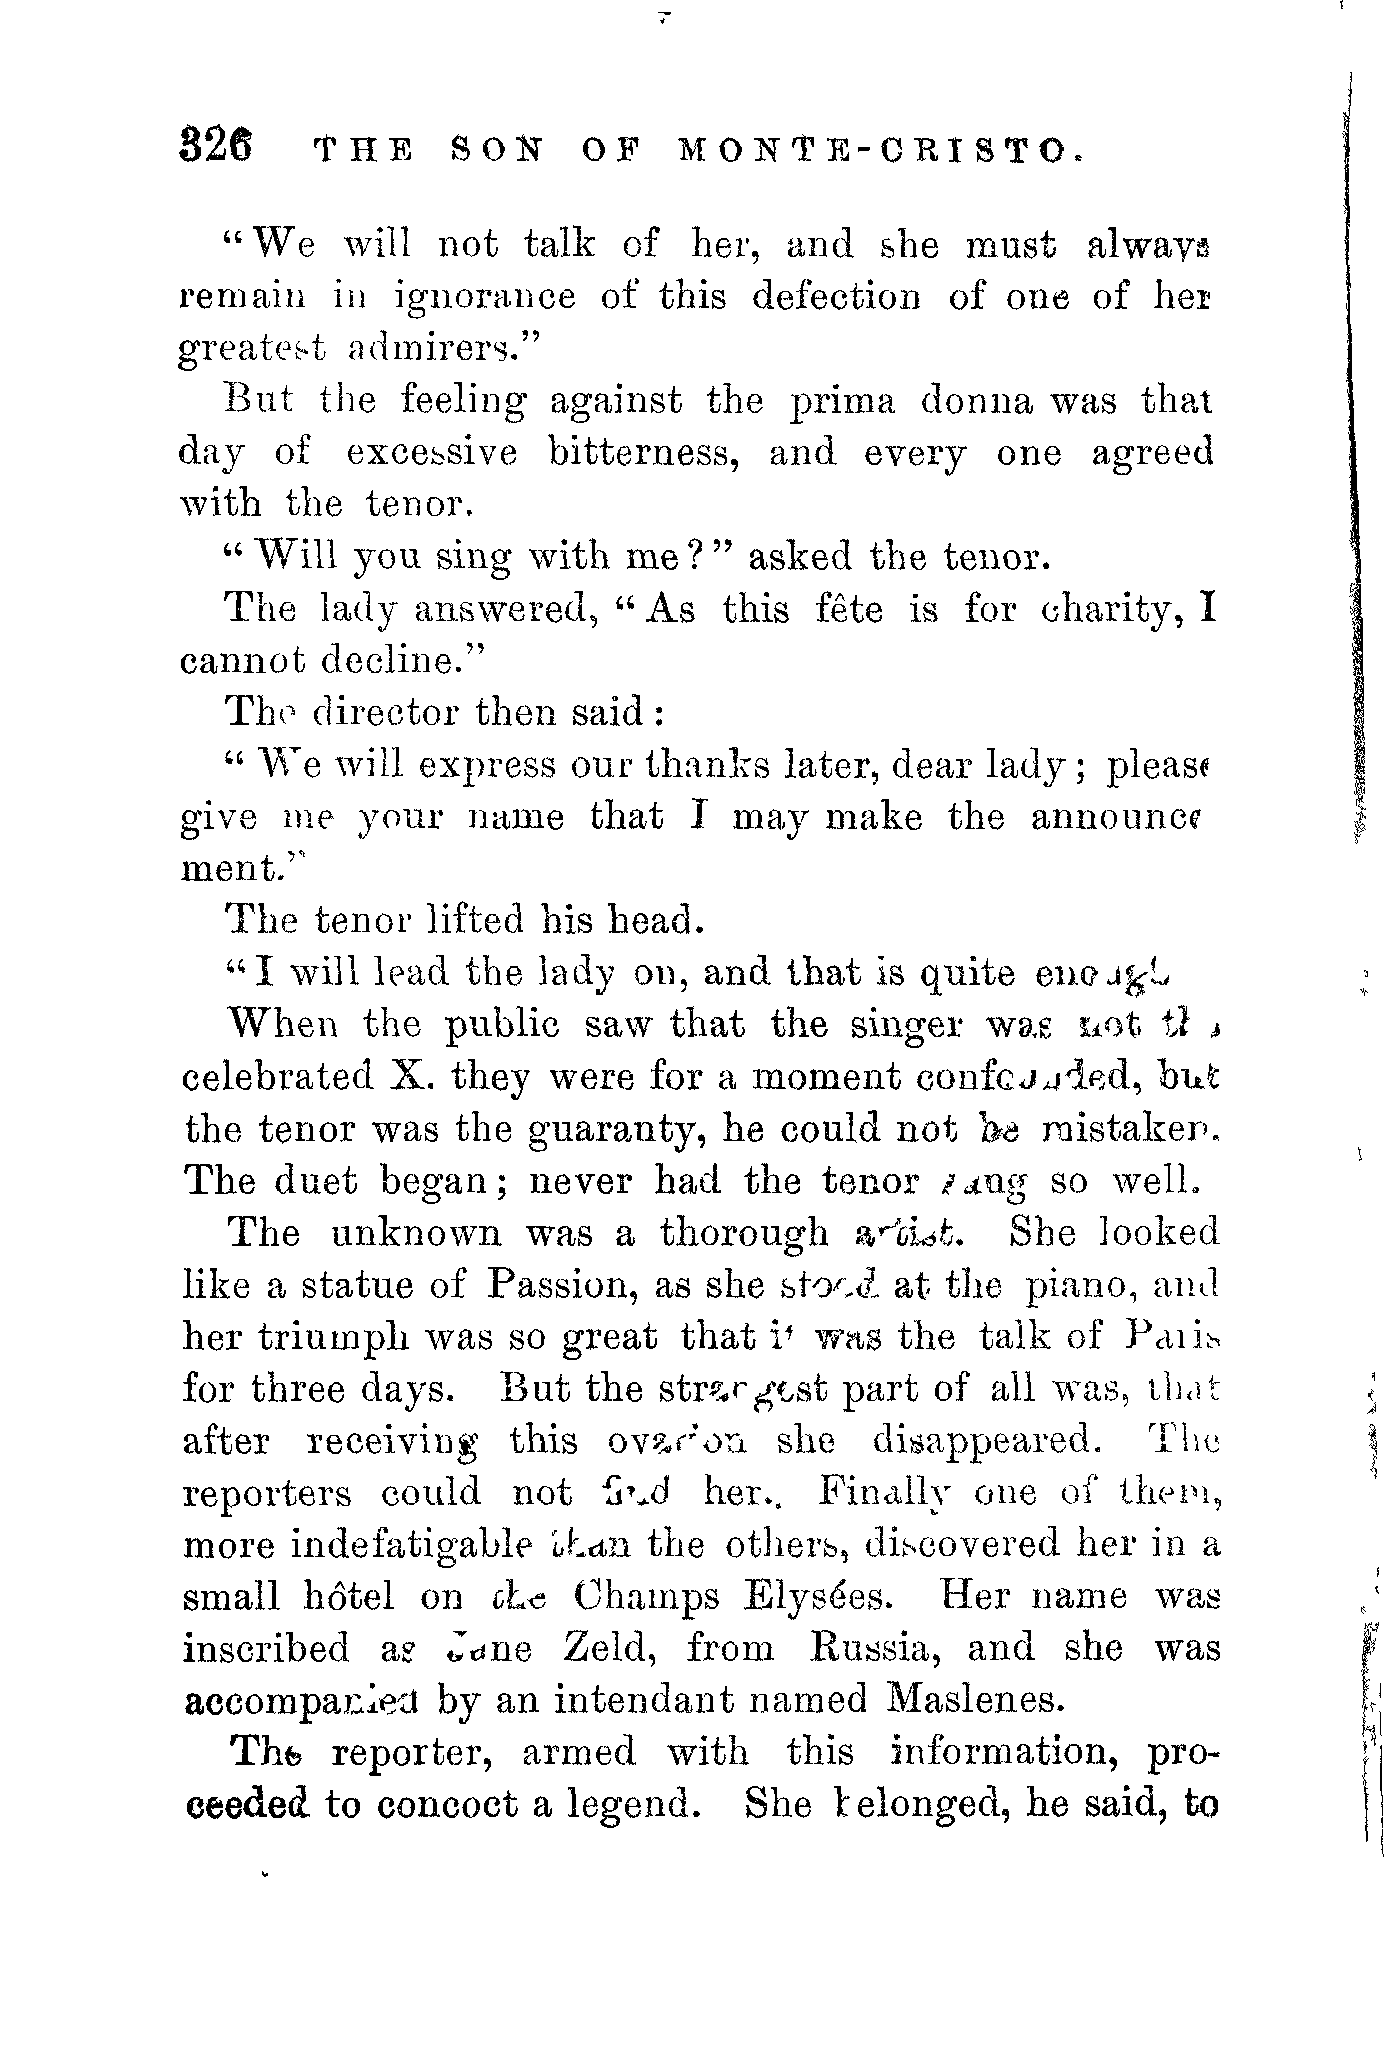 326 THE SON OF MONTE-CRISTO.
“We will not talk of her, and she must always
remain in ignorance of this defection of one of her
greatest admirers.”
But the feeling against the prima donna was that
day of excessive bitterness, and every one agreed
with the tenor.
“Will you sing with me?” asked the tenor.
The lady answered, “As this fête is for charity, I
cannot decline.”
The director then said:
“We will express our thanks later, dear lady; please
give me your name that I may make the announce
ment.”
The tenor lifted his head.
“I will lead the lady on, and that is quite enough
When the public saw that the singer was not the
celebrated X. they were for a moment confounded, but
the tenor was the guaranty, he could not be mistaken.
The duet began; never had the tenor sang so well.
The unknown was a thorough artist. She looked
like a statue of Passion, as she stood at the piano, and
her triumph was so great that it was the talk of Paris
for three days. But the strangest part of all was, that
after receiving this ovation she disappeared. The
reporters could not find her. Finally one of them,
more indefatigable than the others, discovered her in a
small hôtel on the Champs Elysées. Her name was
inscribed as Jane Zeld, from Russia, and she was
accompanied by an intendant named Maslenes.
The reporter, armed with this information, pro-
ceeded to concoct a legend. She belonged, he said, to